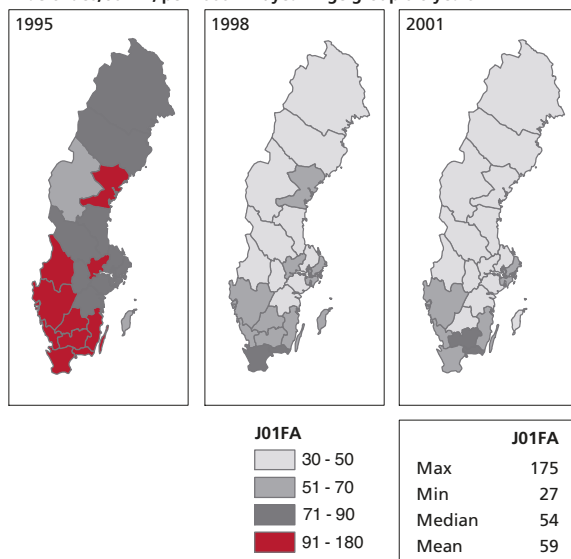 1995
1998
2001
J01FA
30 - 50
51 - 70
71 - 90
91 - 180
J01FA
Max 175
Min 27
Median 54
Mean 59